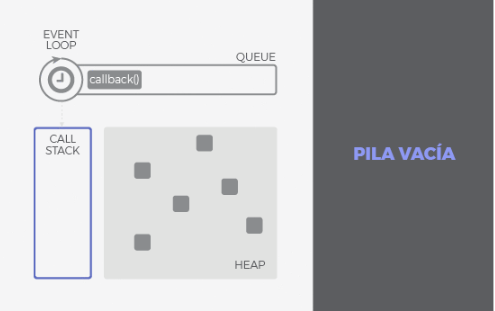 EVENT
LOOP
QUEUE
callback()
CALL
STACK
HEAP
PILA VACÍA